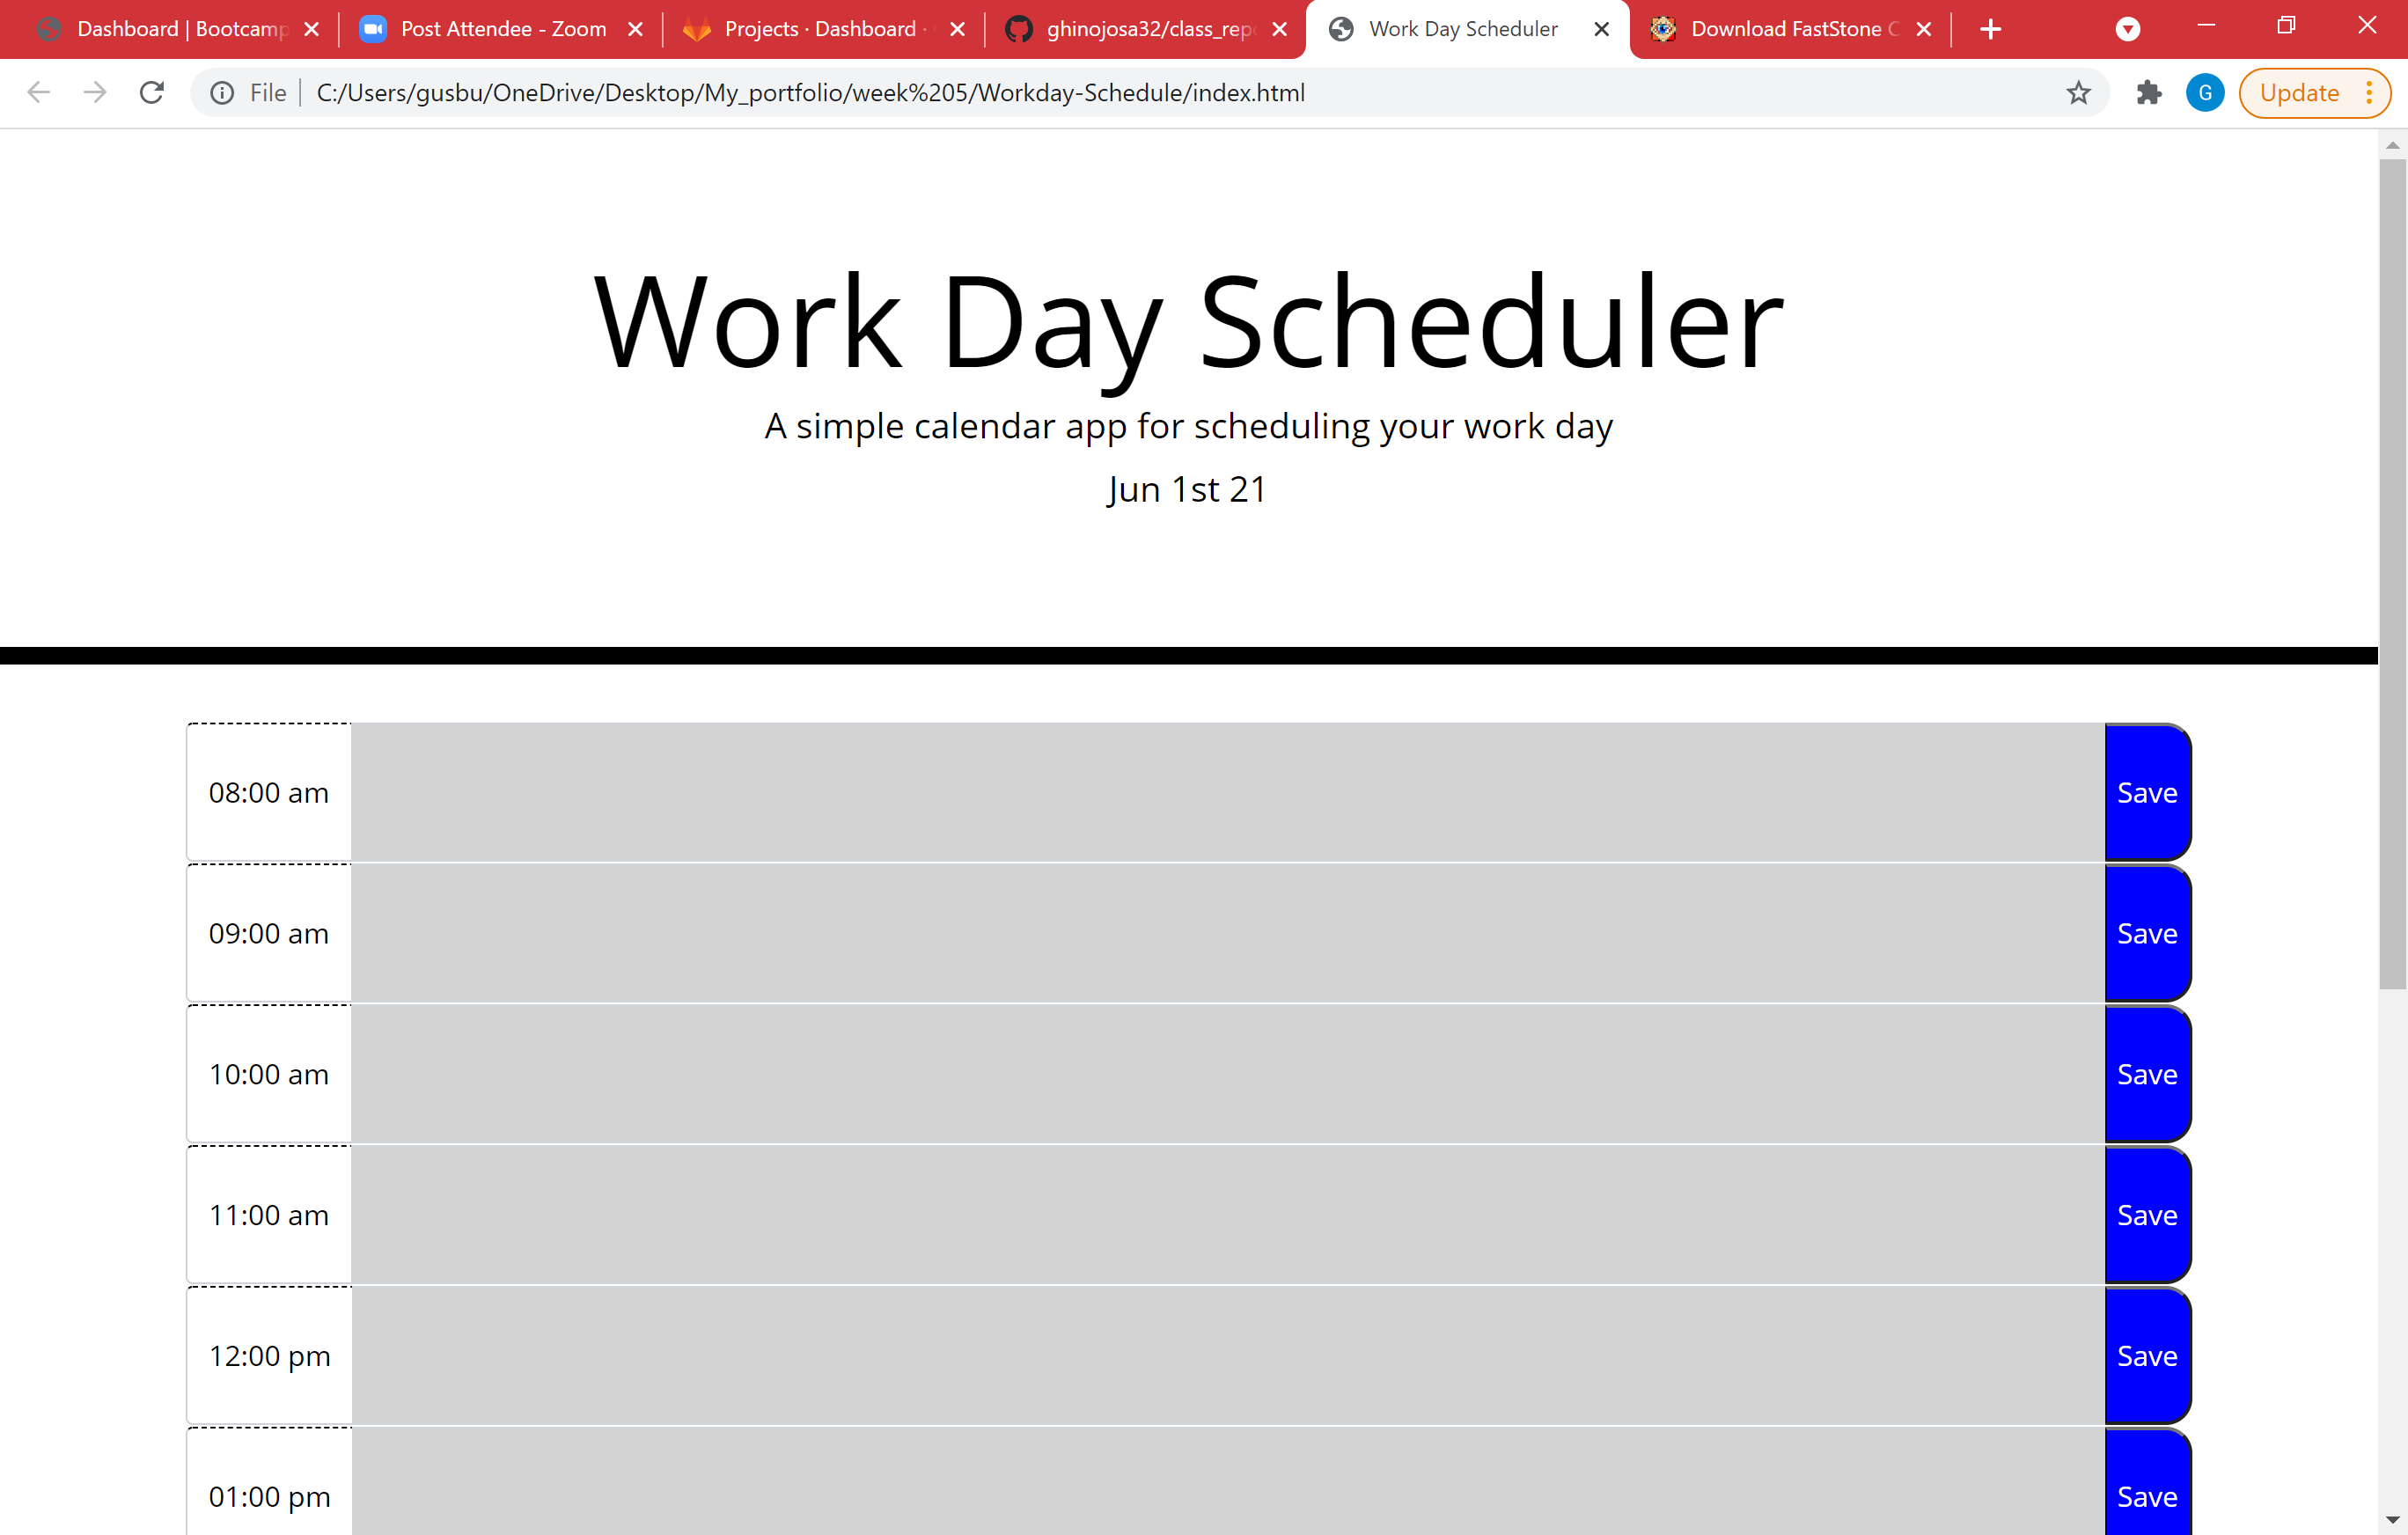 Dashboard | Bootcamp
Post Attendee - Zoom
Projects · Dashboard ·
ghinojosa32/class_repo
Work Day Scheduler
Download FastStone C
File
C:/Users/gusbu/OneDrive/Desktop/My_portfolio/week%205/Workday-Schedule/index.html
G
Update
Work Day Scheduler
A simple calendar app for scheduling your work day
Jun 1st 21
08:00 am
Save
09:00 am
Save
10:00 am
Save
11:00 am
Save
12:00 pm
Save
01:00 pm
Save